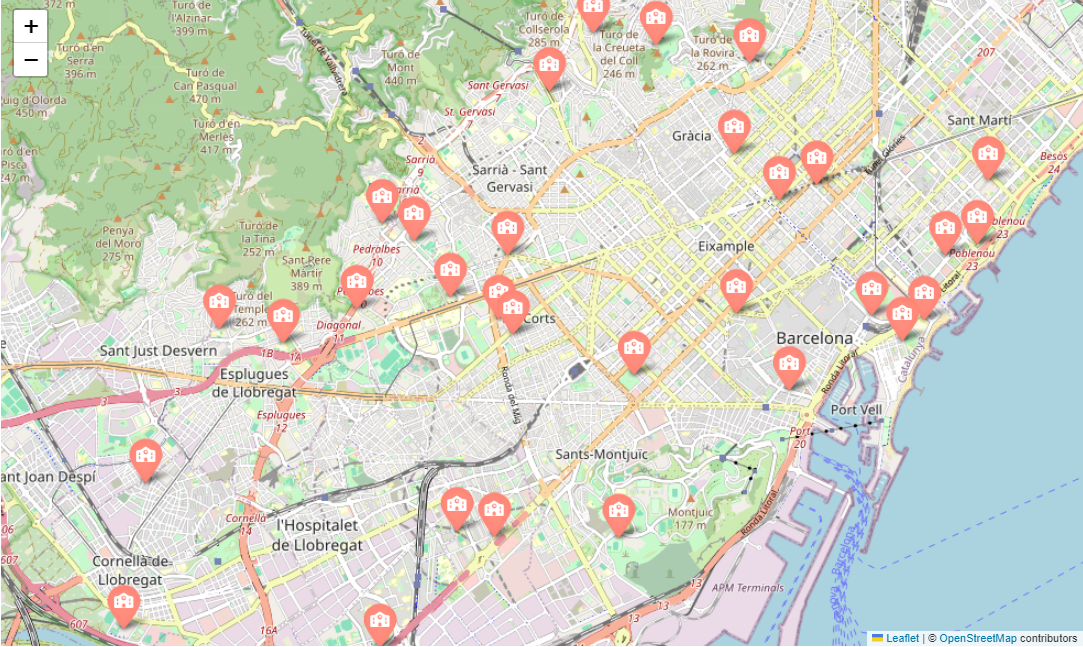 372 m
Turó de
l'Alzinar
399 m
+
−
Turó d'en
Serra
396 m
Túnel de Vallvidrera
Turó de
Mont
440 m
Turó de
Collserola
285 m
Turó de
la Creueta
del Coll
246 m
Turó de
la Rovira
262 m
207
Turó de
Can Pasqual
470 m
Puig d'Olorda
450 m
Sant Gervasi
7
St. Gervasi
7
Turó d'en
Merles
417 m
Gràcia
Sant Martí
2
Túnel Glòries
Pisca
247 m
Sarrià
9
Sarrià - Sant
Gervasi
Besòs
24
Sarrià
Penya
del Moro
275 m
Turó de
la Tina
252 m
Poblenou
23
Pedralbes
10
Eixample
Sant Pere
Màrtir
389 m
Poblenou
23
Turó del
Temple
262 m
Litoral
Diagonal
11
Corts
Barcelona
Catalunya
Sant Just Desvern
1B
1A
Ronda Litoral
Esplugues
de Llobregat
Ronda del Mig
3
3
Esplugues
12
Port Vell
Port
20
Sants-Montjuïc
ant Joan Despí
Montjuïc
177 m
Ronda Litoral
Cornellà
14
l'Hospitalet
de Llobregat
607
Cornellà de
Llobregat
Barcelona
APM Terminals
13
13
607
16A
Leaflet | © OpenStreetMap contributors